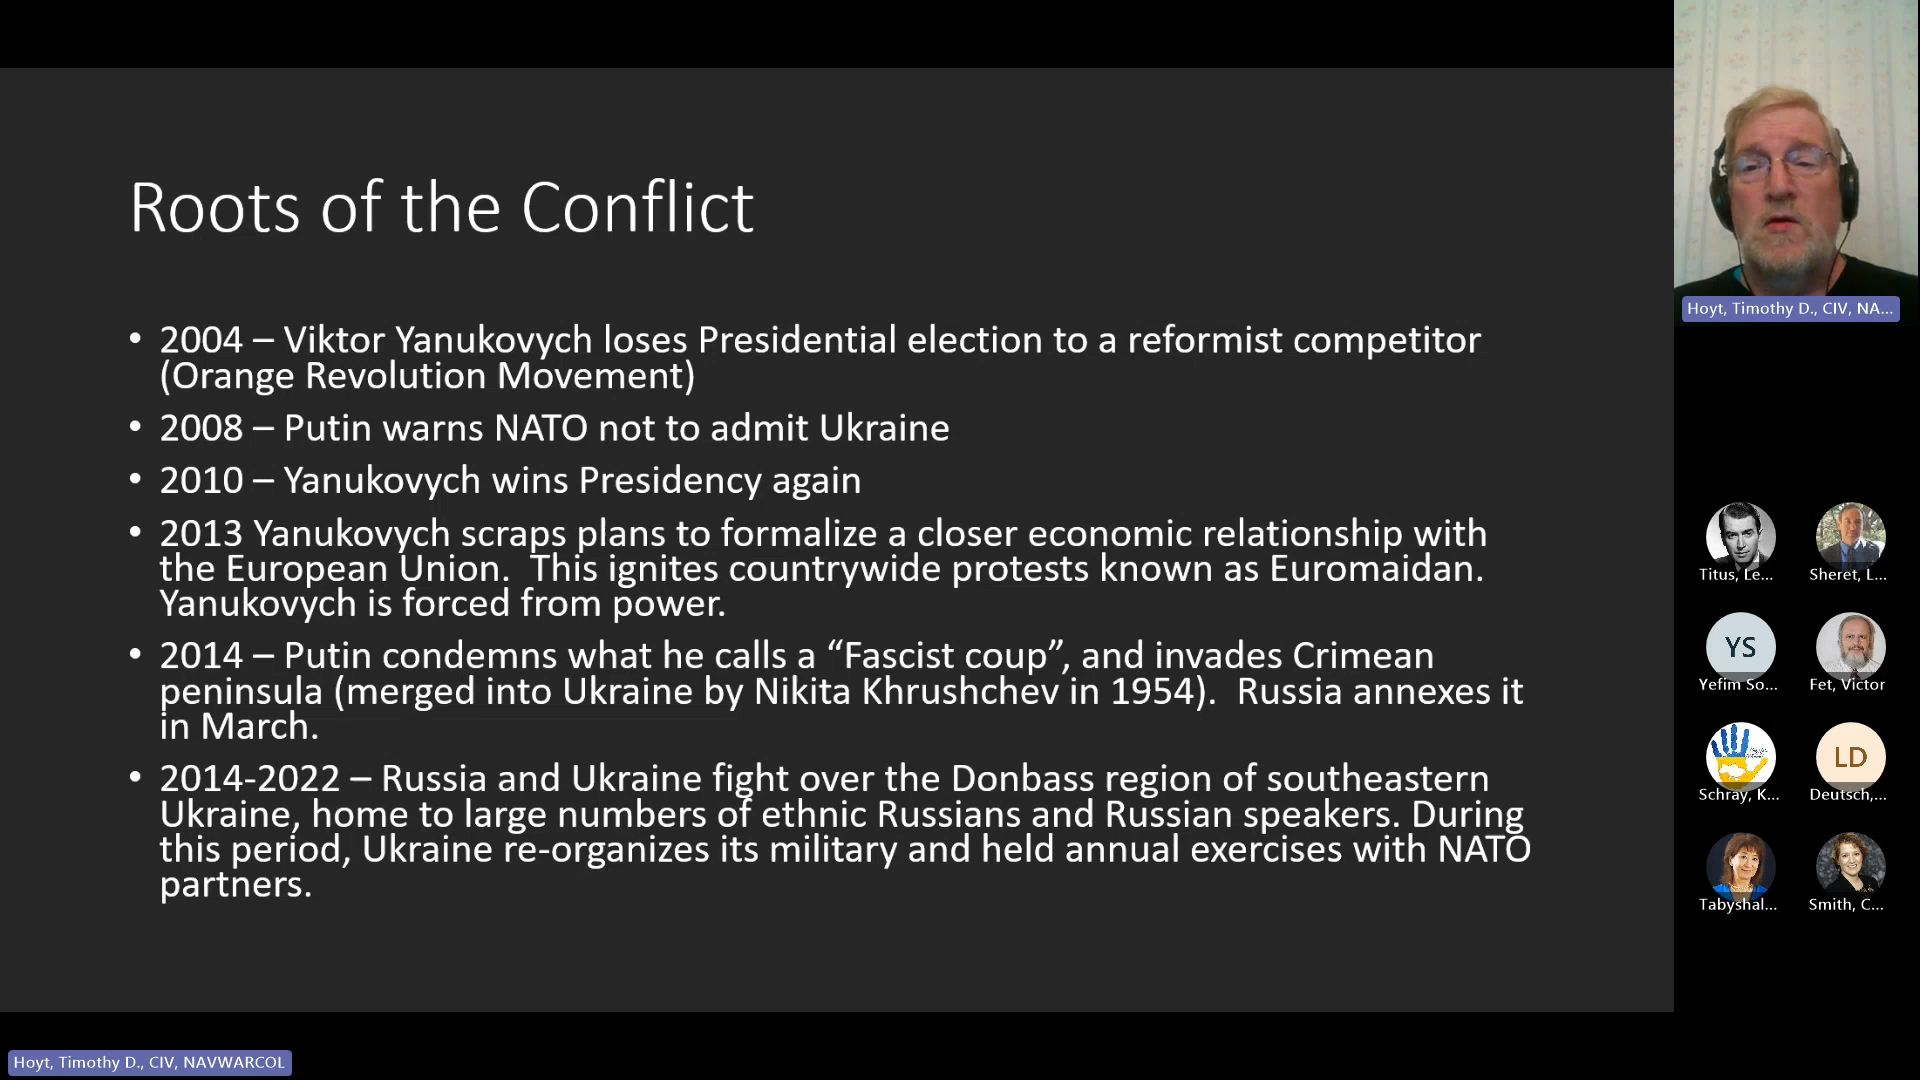 Roots of the Conflict
• 2004 – Viktor Yanukovych loses Presidential election to a reformist competitor
(Orange Revolution Movement)
• 2008 – Putin warns NATO not to admit Ukraine
• 2010 – Yanukovych wins Presidency again
• 2013 Yanukovych scraps plans to formalize a closer economic relationship with
the European Union.  This ignites countrywide protests known as Euromaidan.
Yanukovych is forced from power.
• 2014 – Putin condemns what he calls a “Fascist coup”, and invades Crimean
peninsula (merged into Ukraine by Nikita Khrushchev in 1954).  Russia annexes it
in March.
• 2014-2022 – Russia and Ukraine fight over the Donbass region of southeastern
Ukraine, home to large numbers of ethnic Russians and Russian speakers. During
this period, Ukraine re-organizes its military and held annual exercises with NATO
partners.
Hoyt, Timothy D., CIV, NA...
Titus, Le...
Sheret, L...
YS
Yefim So...
Fet, Victor
Schray, K...
LD
Deutsch,...
Tabyshal...
Smith, C...
Hoyt, Timothy D., CIV, NAVWARCOL